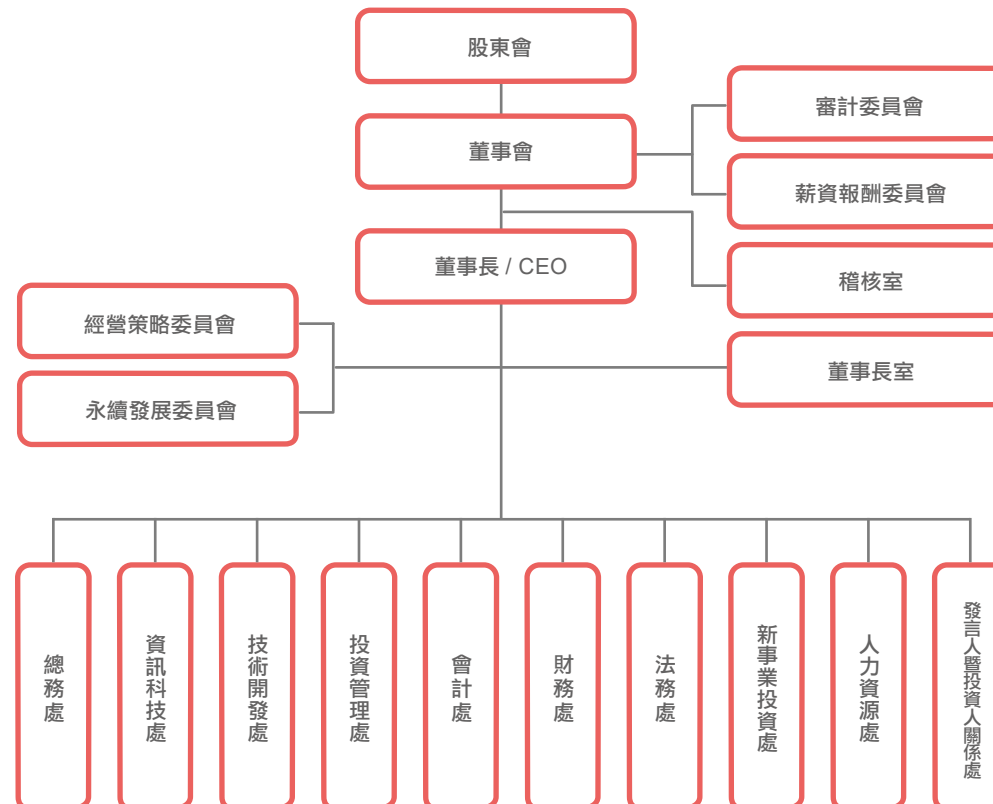 股東會
審計委員會
董事會
薪資報酬委員會
董事長 / CEO
稽核室
經營策略委員會
董事長室
永續發展委員會
總務處
資訊科技處
技術開發處
投資管理處
會計處
財務處
法務處
新事業投資處
人力資源處
發言人暨投資人關係處